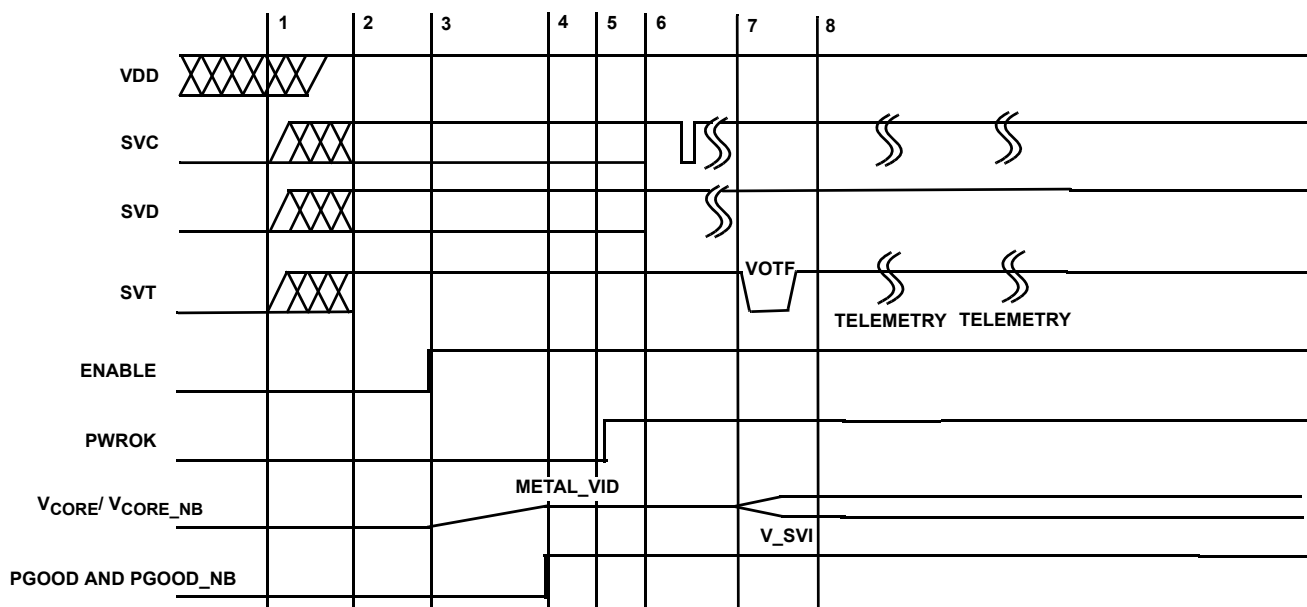 1 2 3 4 5 6 7 8
VDD
SVC
SVD
VOTF
SVT
TELEMETRY TELEMETRY
ENABLE
PWROK
METAL_VID
VCORE/ VCORE_NB
V_SVI
PGOOD AND PGOOD_NB